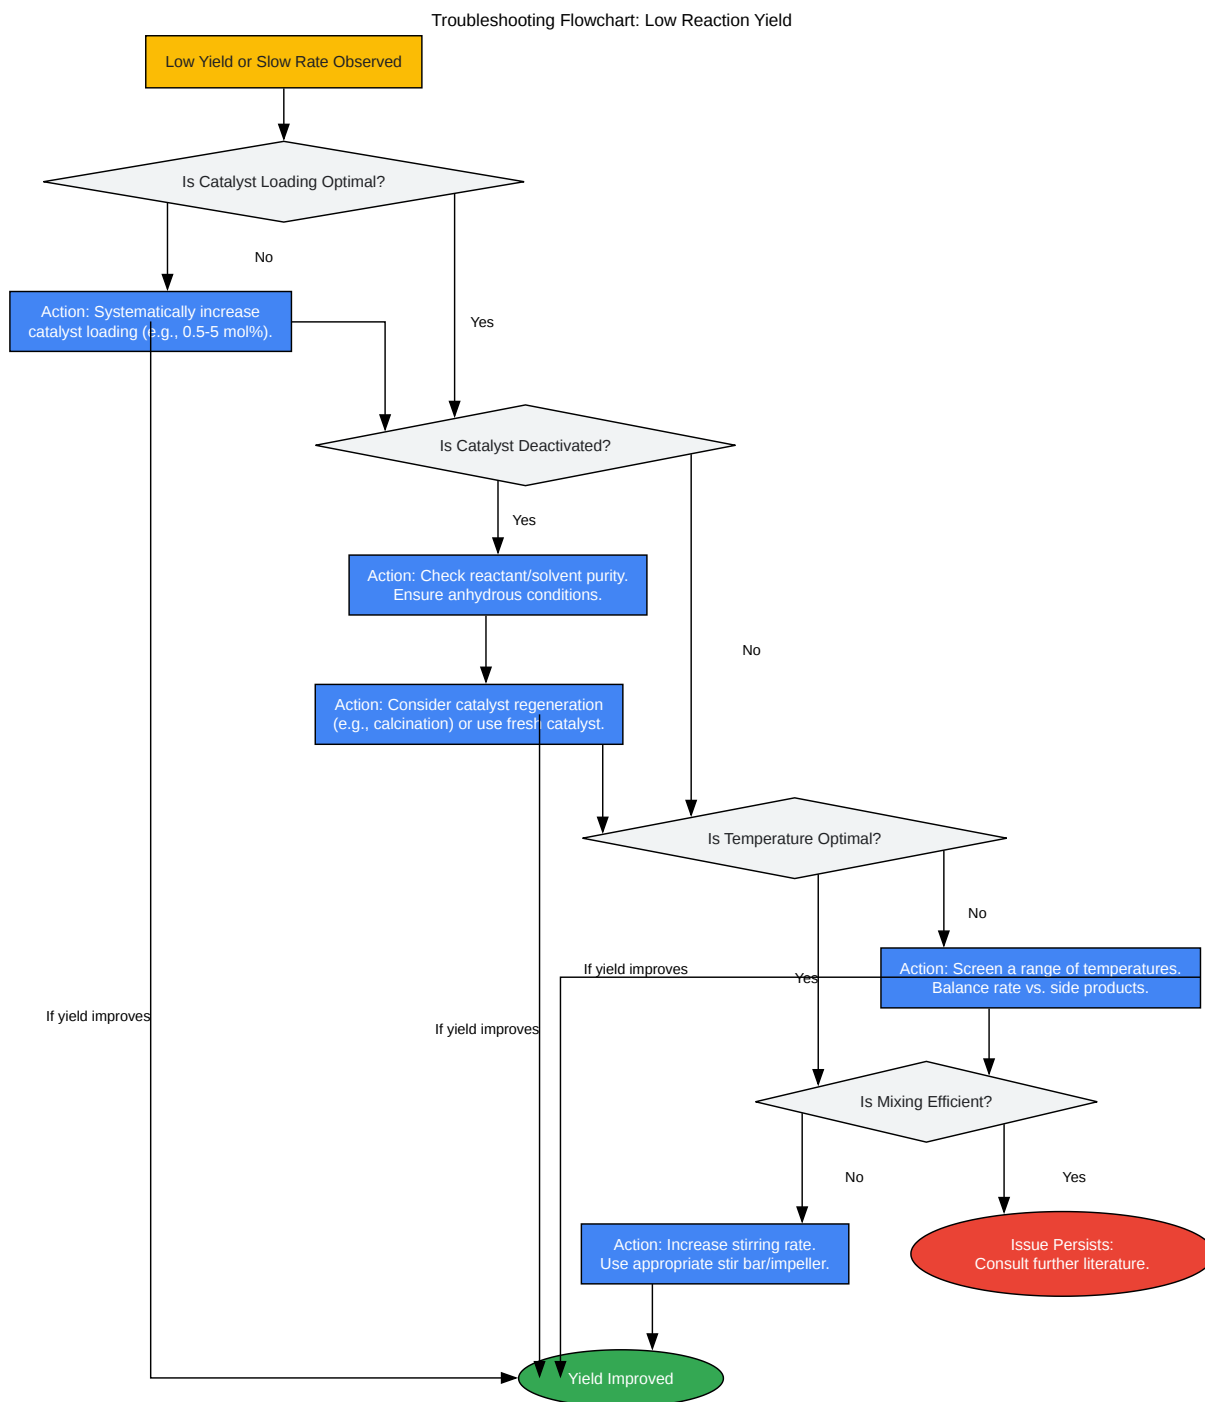 Troubleshooting Flowchart: Low Reaction Yield
Low Yield or Slow Rate Observed
Is Catalyst Loading Optimal?
No
Yes
Action: Systematically increase
catalyst loading (e.g., 0.5-5 mol%).
Is Catalyst Deactivated?
Yes
No
Action: Check reactant/solvent purity.
Ensure anhydrous conditions.
Action: Consider catalyst regeneration
(e.g., calcination) or use fresh catalyst.
Is Temperature Optimal?
No
Yes
Action: Screen a range of temperatures.
Balance rate vs. side products.
If yield improves
If yield improves
If yield improves
Is Mixing Efficient?
No
Yes
Action: Increase stirring rate.
Use appropriate stir bar/impeller.
Issue Persists:
Consult further literature.
Yield Improved